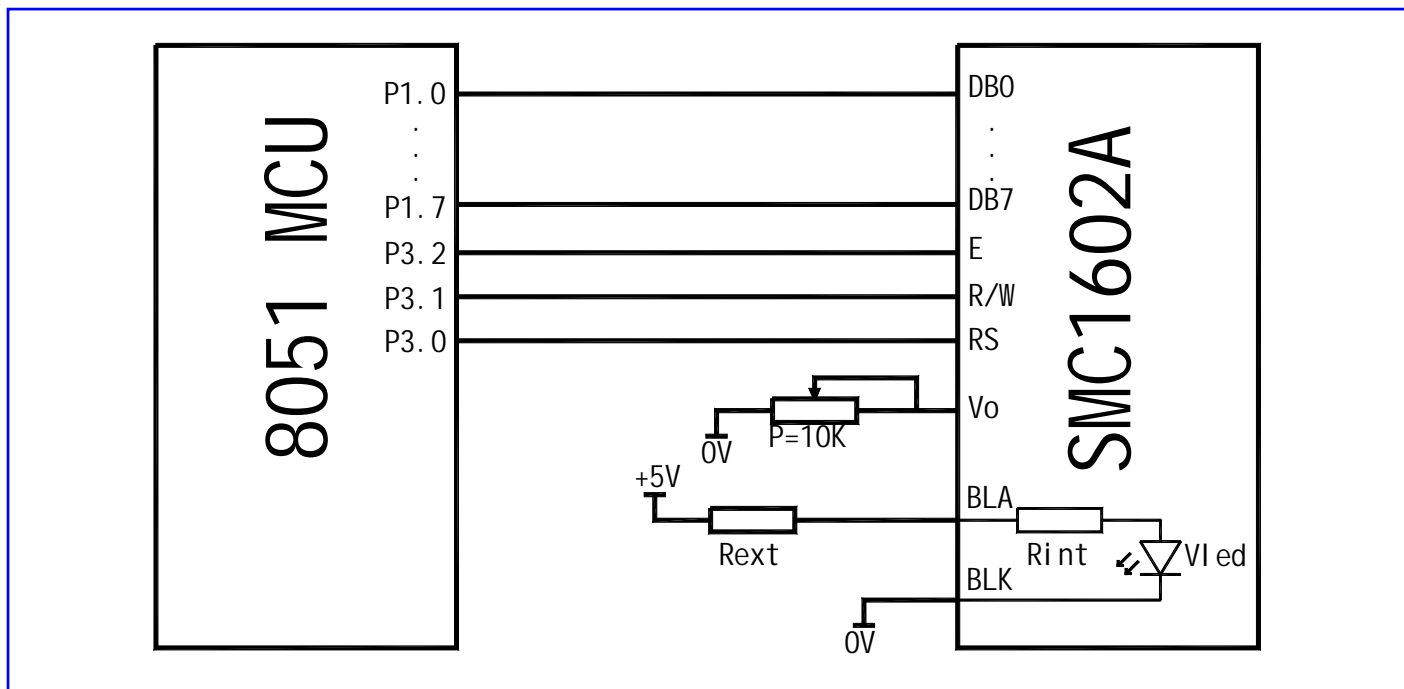 8051 MCU
P1.0
.
.
.
P1.7
P3.2
P3.1
P3.0
SMC1602A
DB0
.
.
.
DB7
E
R/W
RS
Vo
P=10K
0V
+5V
Rext
BLA
Rint
Vled
BLK
0V